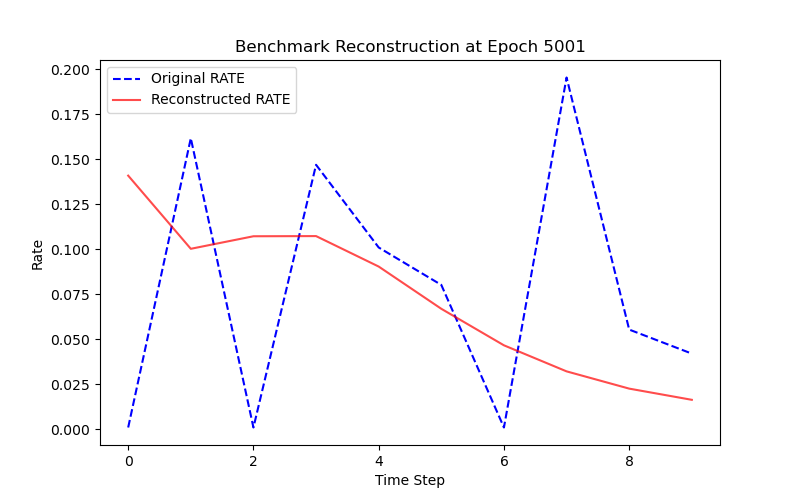 Benchmark Reconstruction at Epoch 5001
Original RATE
Reconstructed RATE
0.200
0.175
0.150
0.125
0.100
0.075
0.050
0.025
0.000
Rate
0 2 4 6 8
Time Step